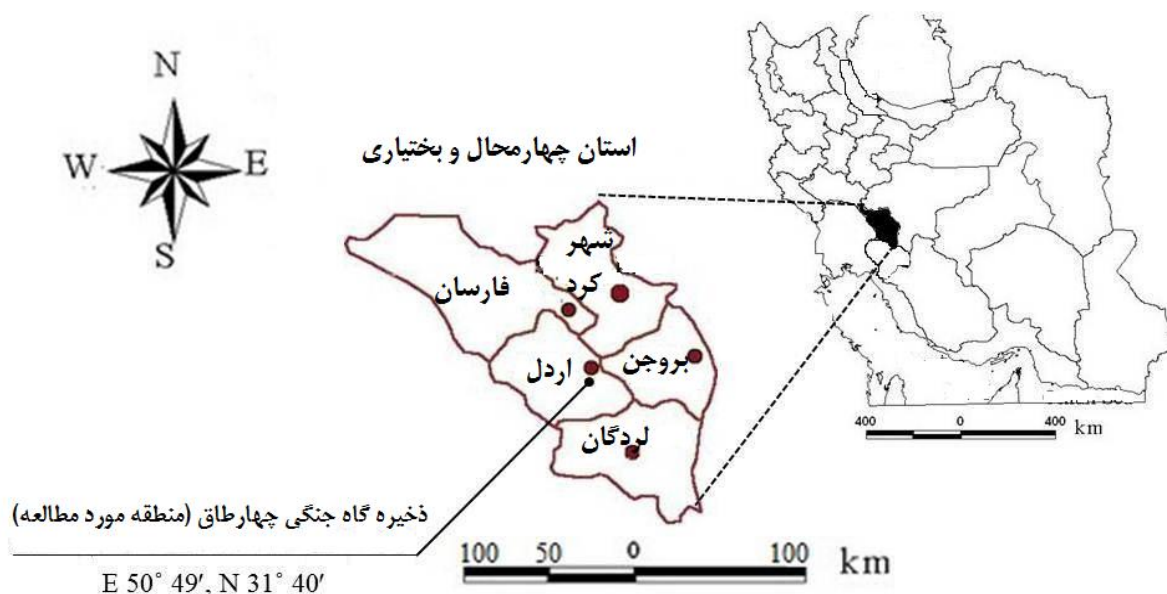 N
W E
S
استان چهارمحال و بختیاری
شهر
کرد
فارسان
بروجن
اردل
لردگان
ذخیره گاه جنگی چهارطاق (منطقه مورد مطالعه)
E 50° 49′, N 31° 40′
100 50 0 100 km
400 0 400
km